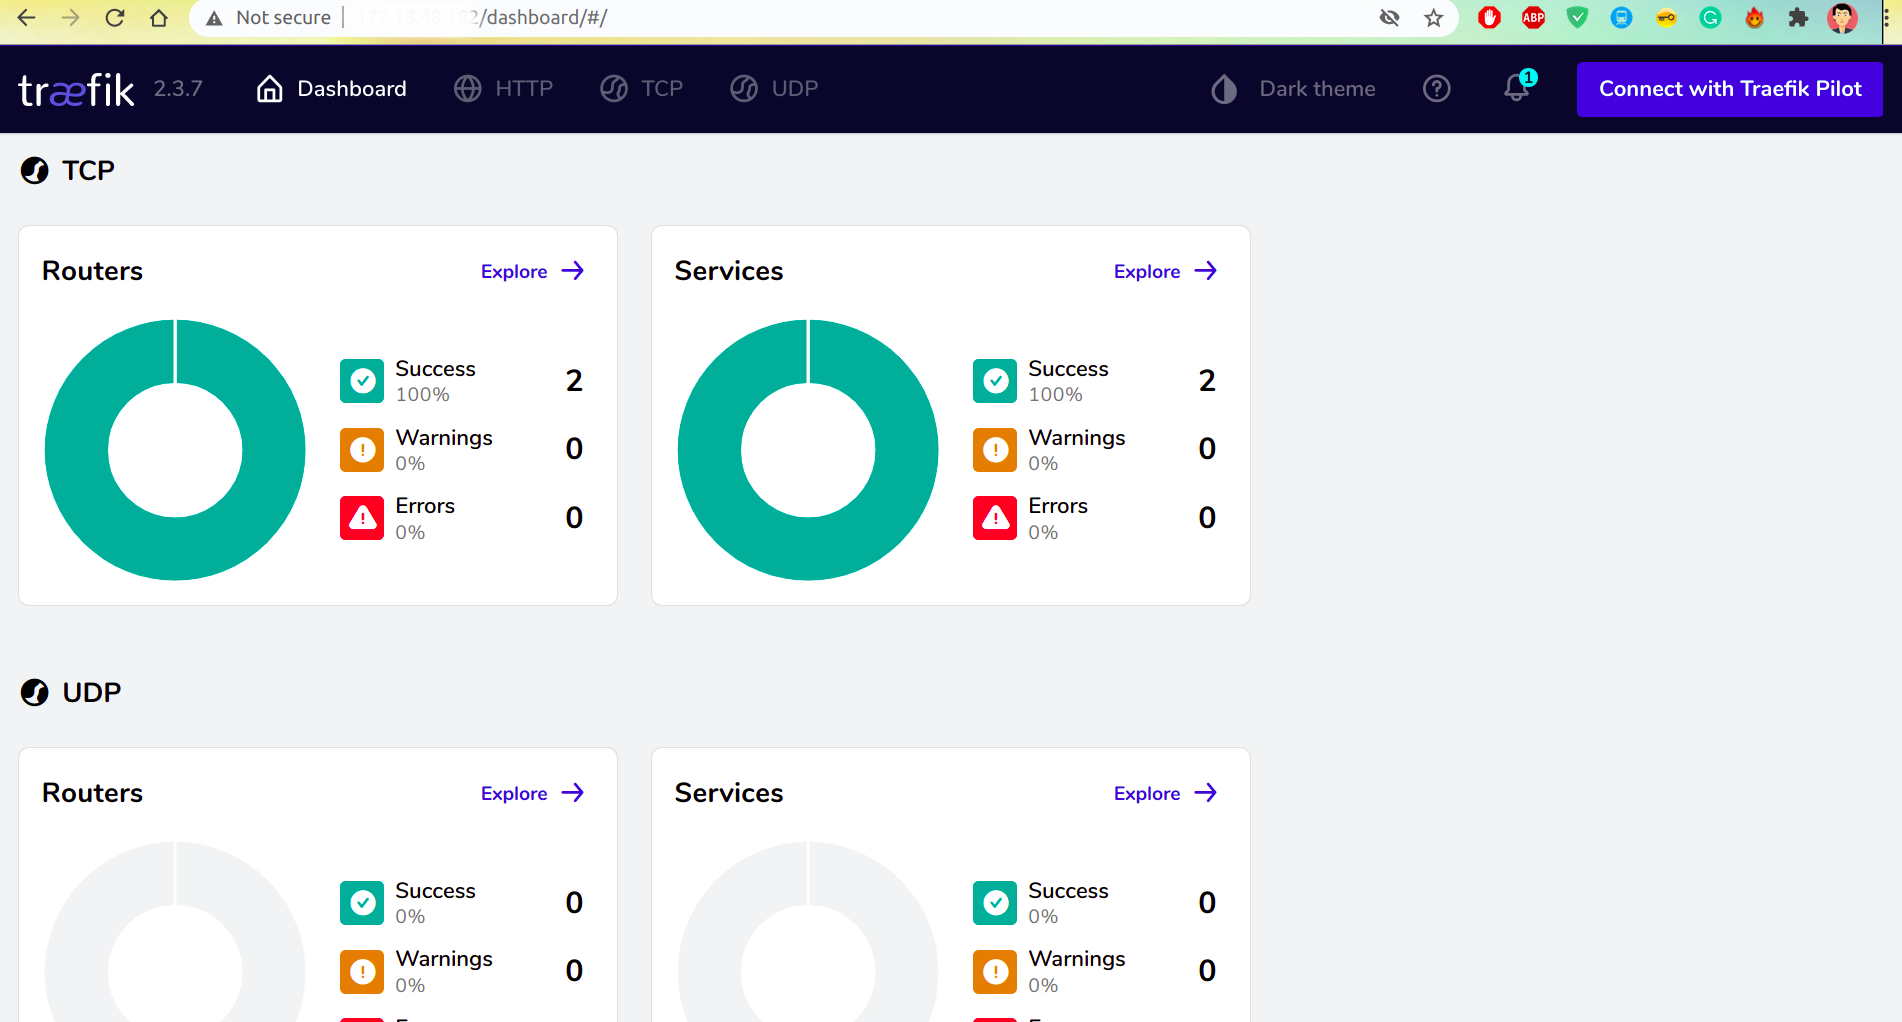 Not secure /dashboard/#/
ABP
træfik 2.3.7 Dashboard HTTP TCP UDP Dark theme 1 Connect with Traefik Pilot
TCP
Routers Explore
Success 2
100%
Warnings 0
0%
Errors 0
0%
Services Explore
Success 2
100%
Warnings 0
0%
Errors 0
0%
UDP
Routers Explore
Success 0
0%
Warnings 0
0%
Services Explore
Success 0
0%
Warnings 0
0%